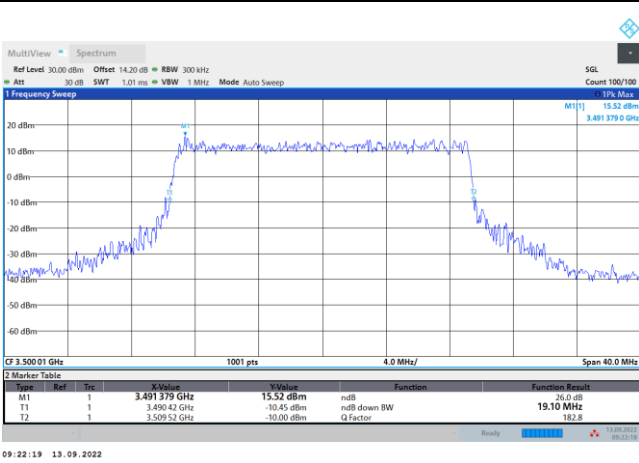 MultiView Spectrum
Ref Level 30.00 dBm Offset 14.20 dB RBW 300 kHz SGL
Att 30 dB SWT 1.01 ms VBW 1 MHz Mode Auto Sweep Count 100/100
1 Frequency Sweep 1Pk Max
M1[1] 15.52 dBm
3.491 379 0 GHz
20 dBm
M1
10 dBm
0 dBm
T1 T2
-10 dBm
-20 dBm
-30 dBm
-40 dBm
-50 dBm
-60 dBm
CF 3.500 01 GHz 1001 pts 4.0 MHz/ Span 40.0 MHz
2 Marker Table
Type Ref Trc X-Value Y-Value Function Function Result
M1 1 3.491 379 GHz 15.52 dBm ndB 26.0 dB
T1 1 3.490 42 GHz -10.45 dBm ndB down BW 19.10 MHz
T2 1 3.509 52 GHz -10.00 dBm Q Factor 182.8
Ready 13.09.2022
09:22:18
09:22:19 13.09.2022